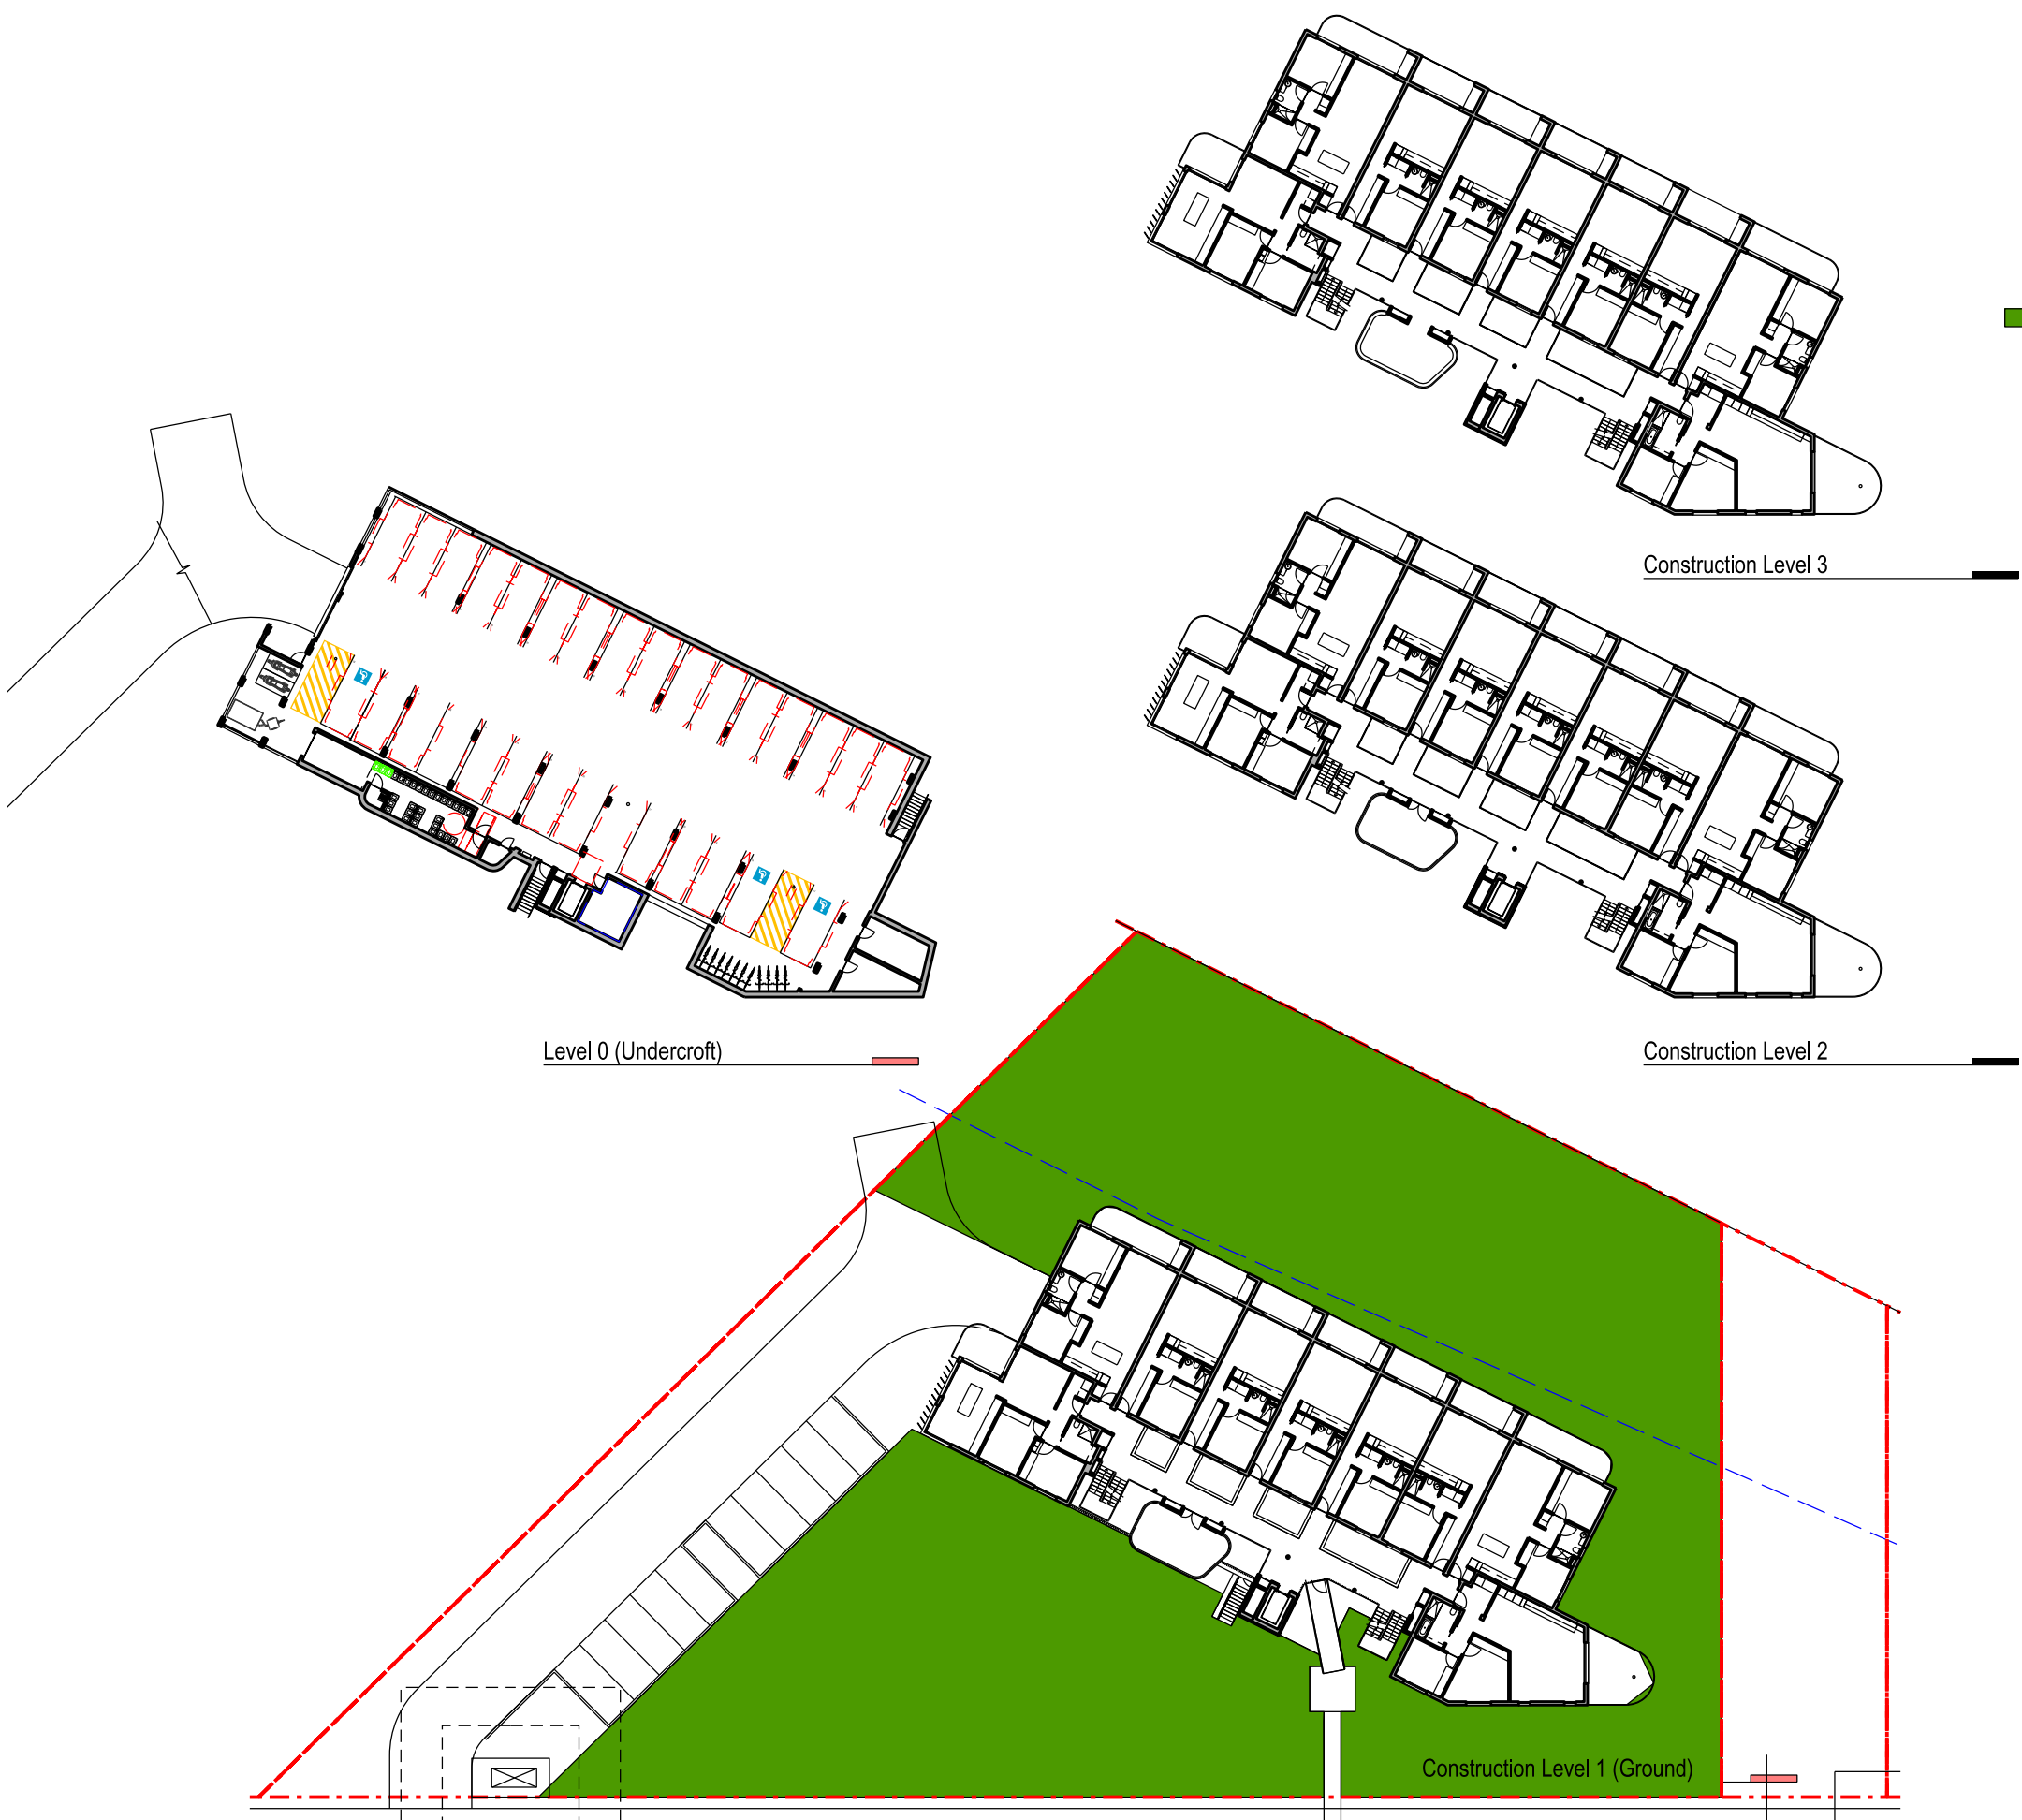 Construction Level 3
Level 0 (Undercroft)
Construction Level 2
Construction Level 1 (Ground)